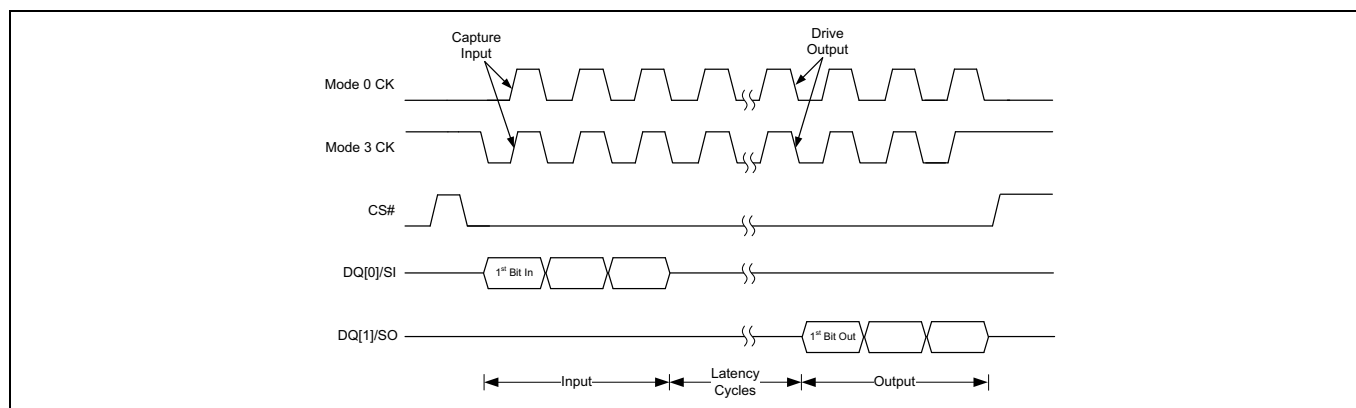 Capture
Input
Drive
Output
Mode 0 CK
Mode 3 CK
CS#
DQ[0]/SI
1st Bit In
DQ[1]/SO
1st Bit Out
Input
Latency
Cycles
Output